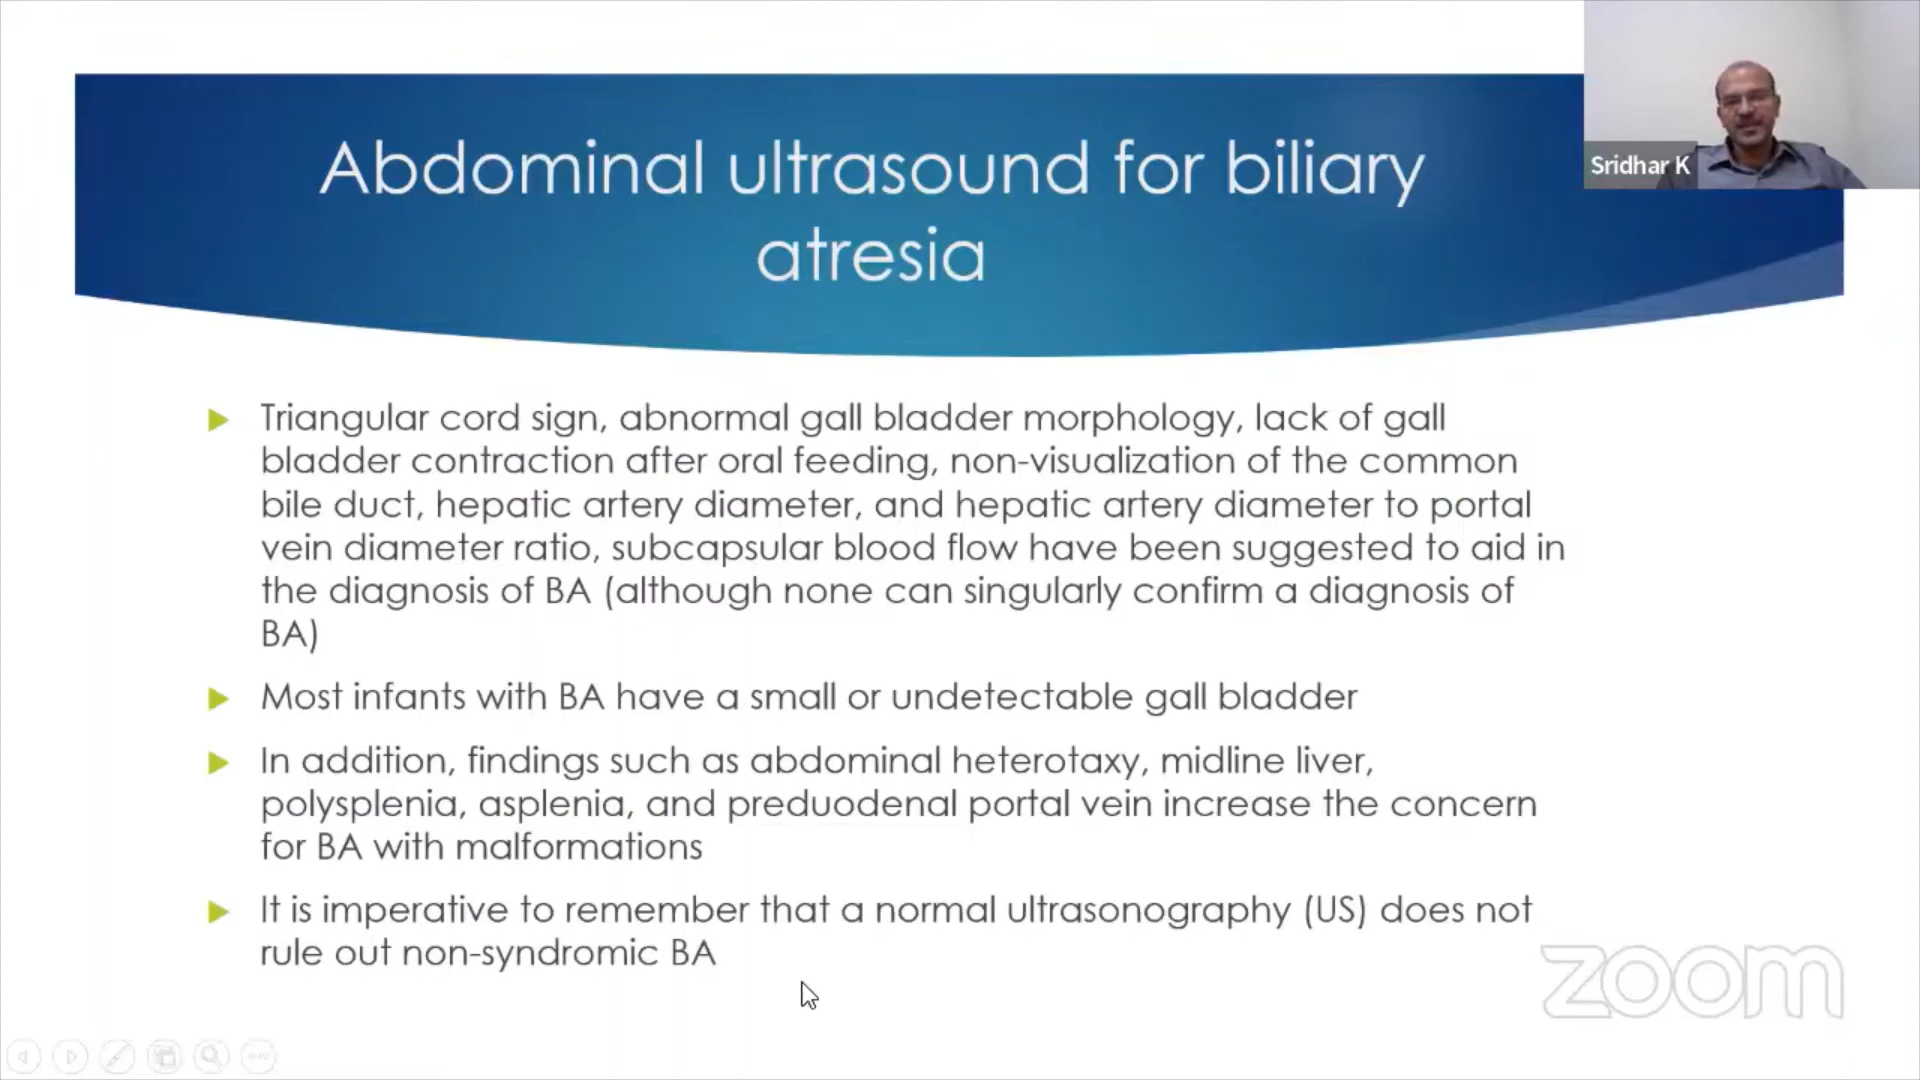 Abdominal ultrasound for biliary
atresia
Sridhar K
Triangular cord sign, abnormal gall bladder morphology, lack of gall
bladder contraction after oral feeding, non-visualization of the common
bile duct, hepatic artery diameter, and hepatic artery diameter to portal
vein diameter ratio, subcapsular blood flow have been suggested to aid in
the diagnosis of BA (although none can singularly confirm a diagnosis of
BA)
Most infants with BA have a small or undetectable gall bladder
In addition, findings such as abdominal heterotaxy, midline liver,
polysplenia, asplenia, and preduodenal portal vein increase the concern
for BA with malformations
It is imperative to remember that a normal ultrasonography (US) does not
rule out non-syndromic BA
zoom